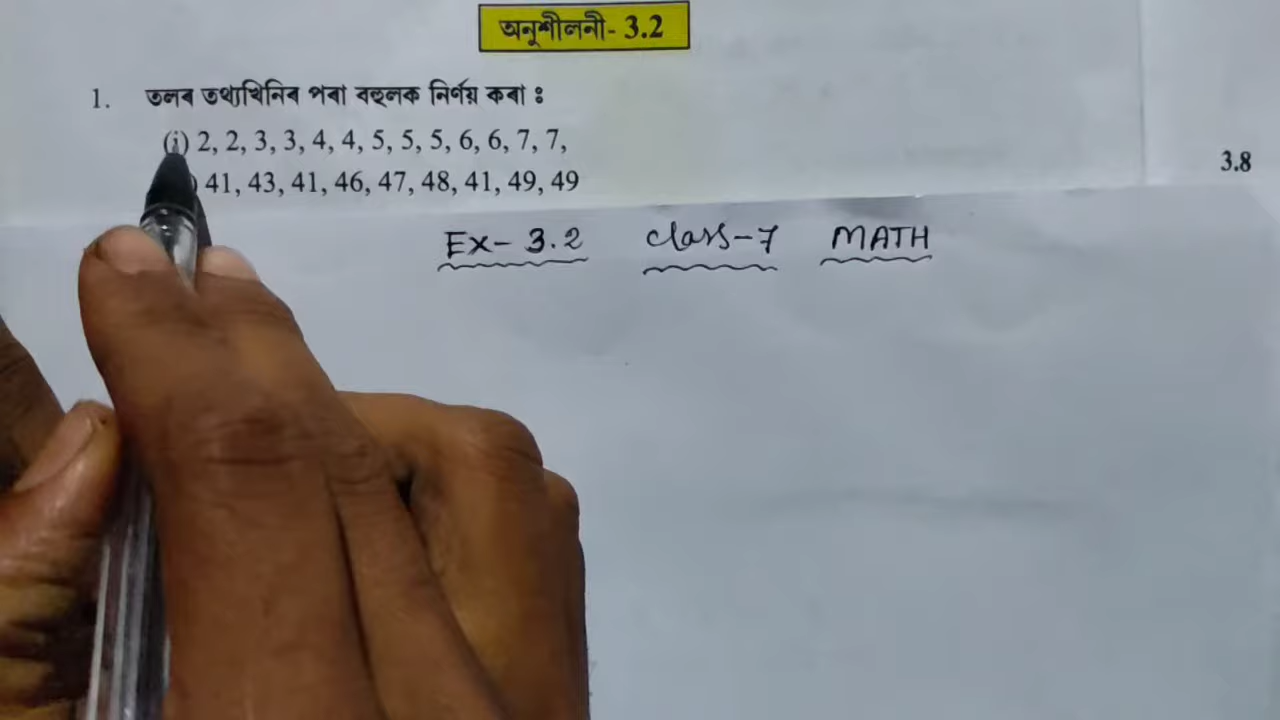 অনুশীলনী- 3.2
1. তলৰ তথ্যখিনিৰ পৰা বহুলক নিৰ্ণয় কৰা ঃ
(i) 2, 2, 3, 3, 4, 4, 5, 5, 5, 6, 6, 7, 7,
) 41, 43, 41, 46, 47, 48, 41, 49, 49
3.8
Ex- 3.2 class-7 MATH